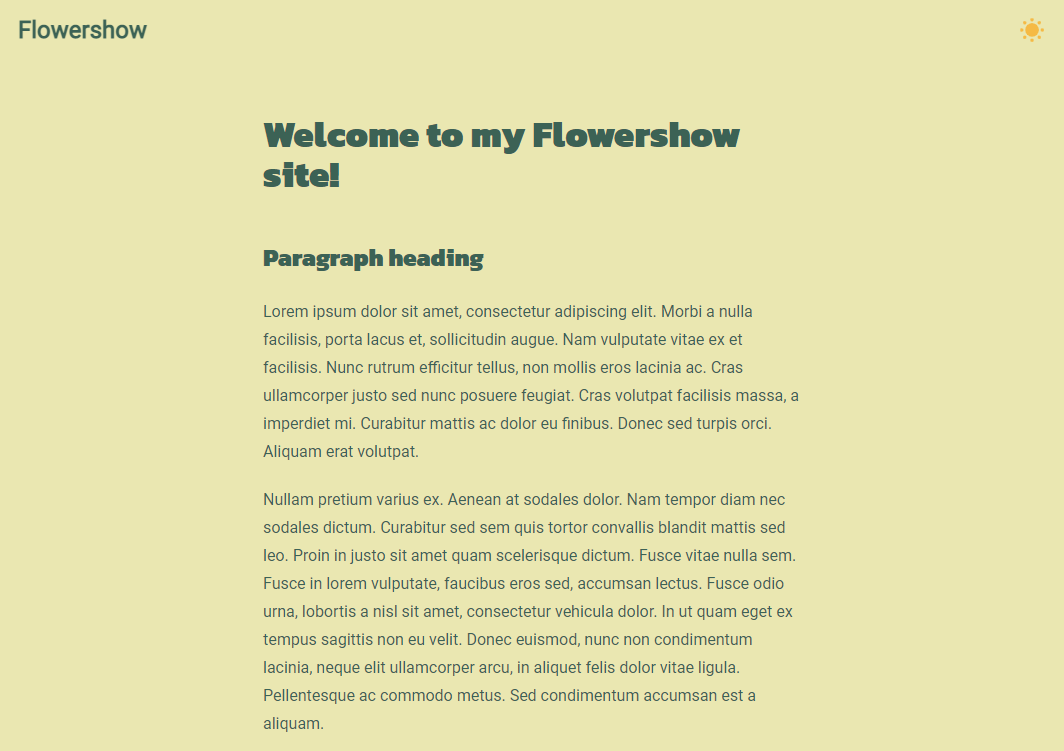 Flowershow
Welcome to my Flowershow
site!
Paragraph heading
Lorem ipsum dolor sit amet, consectetur adipiscing elit. Morbi a nulla
facilisis, porta lacus et, sollicitudin augue. Nam vulputate vitae ex et
facilisis. Nunc rutrum efficitur tellus, non mollis eros lacinia ac. Cras
ullamcorper justo sed nunc posuere feugiat. Cras volutpat facilisis massa, a
imperdiet mi. Curabitur mattis ac dolor eu finibus. Donec sed turpis orci.
Aliquam erat volutpat.
Nullam pretium varius ex. Aenean at sodales dolor. Nam tempor diam nec
sodales dictum. Curabitur sed sem quis tortor convallis blandit mattis sed
leo. Proin in justo sit amet quam scelerisque dictum. Fusce vitae nulla sem.
Fusce in lorem vulputate, faucibus eros sed, accumsan lectus. Fusce odio
urna, lobortis a nisl sit amet, consectetur vehicula dolor. In ut quam eget ex
tempus sagittis non eu velit. Donec euismod, nunc non condimentum
lacinia, neque elit ullamcorper arcu, in aliquet felis dolor vitae ligula.
Pellentesque ac commodo metus. Sed condimentum accumsan est a
aliquam.